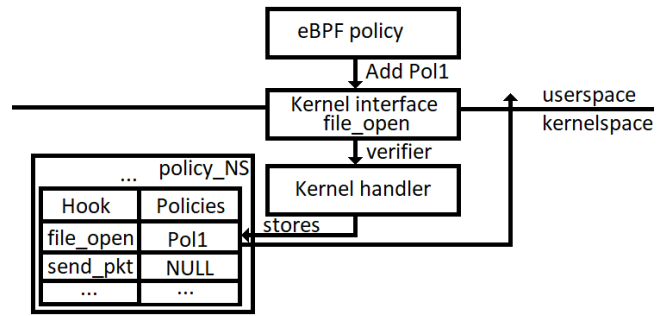 eBPF policy
Add Pol1
Kernel interface
file_open
userspace
kernelspace
verifier
Kernel handler
stores
... policy_NS
Hook Policies
file_open Pol1
send_pkt NULL
... ...